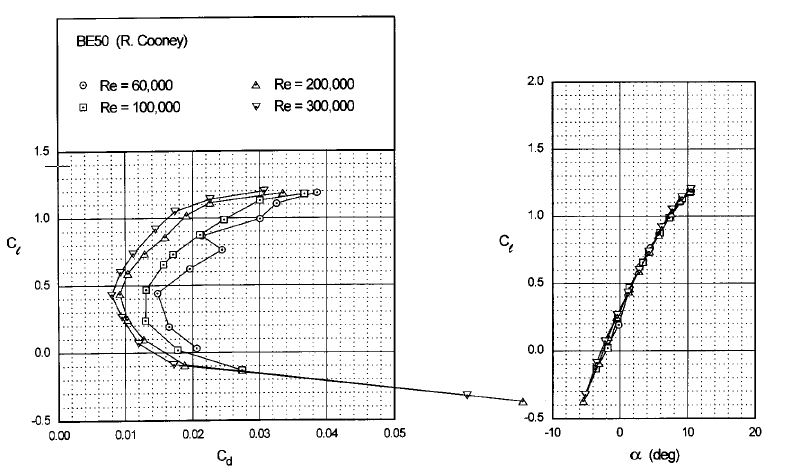 BE50 (R. Cooney)
Re = 60,000
Re = 200,000
Re = 100,000
Re = 300,000
1.5
1.0
0.5
0.0
-0.5
Cℓ
0.00 0.01 0.02 0.03 0.04 0.05
Cd
2.0
1.5
1.0
0.5
0.0
-0.5
Cℓ
-10 0 10 20
α (deg)